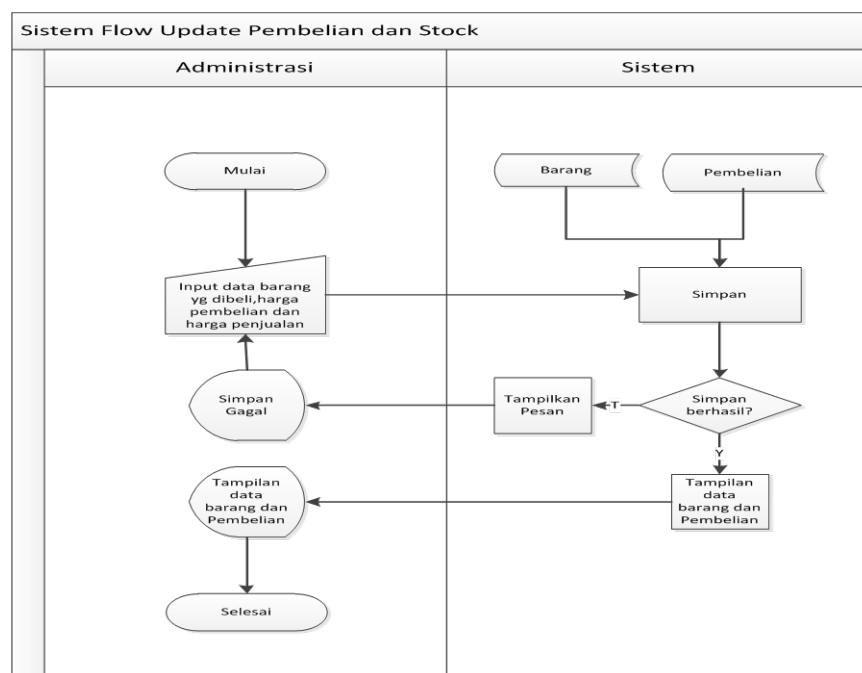 Sistem Flow Update Pembelian dan Stock
Administrasi
Sistem
Mulai
Barang
Pembelian
Input data barang
yg dibeli,harga
pembelian dan
harga penjualan
Simpan
Simpan
Gagal
Tampilkan
Pesan
T
Simpan
berhasil?
Y
Tampilan
data
barang dan
Pembelian
Tampilan
data
barang dan
Pembelian
Selesai